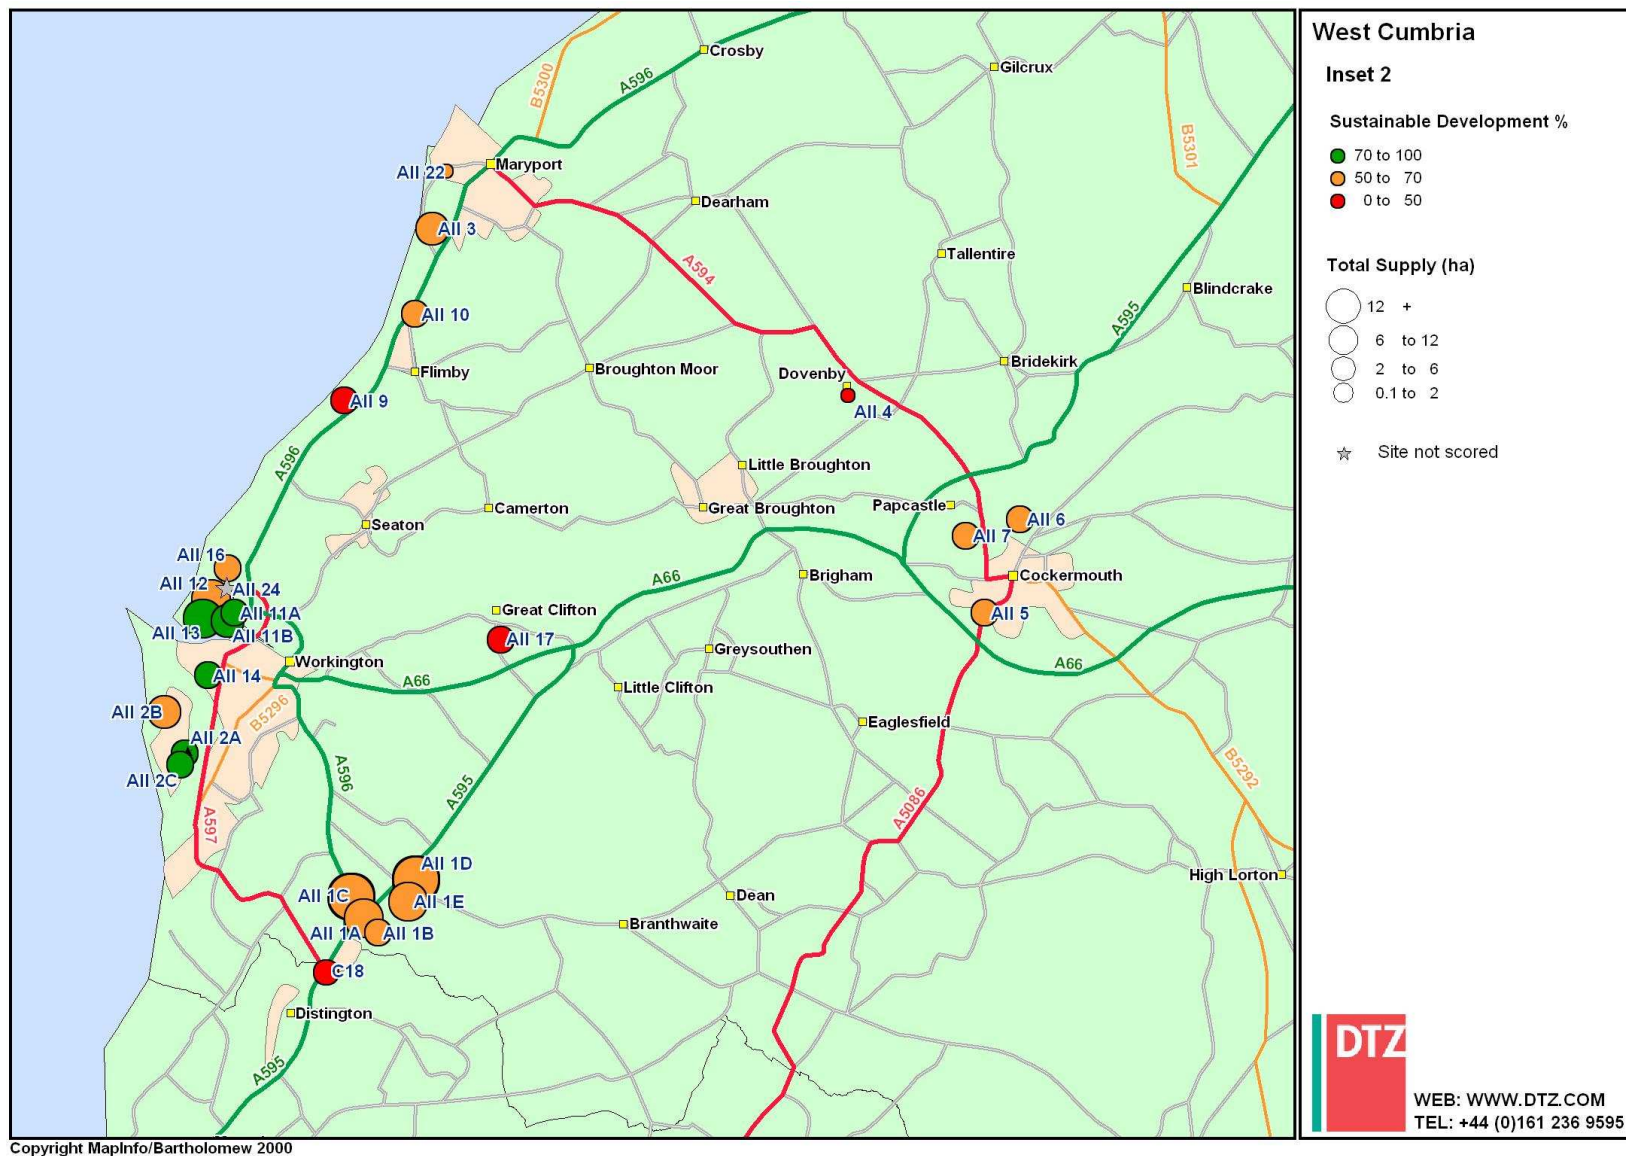 West Cumbria
Inset 2
Sustainable Development %
70 to 100
50 to 70
0 to 50
Total Supply (ha)
12 +
6 to 12
2 to 6
0.1 to 2
Site not scored
DTZ
WEB: WWW.DTZ.COM
TEL: +44 (0)161 236 9595
Crosby
Gilcrux
A596
B5300
B5301
Maryport
All 22
Dearham
All 3
Tallentire
A594
Blindcrake
All 10
A595
Bridekirk
Flimby
Broughton Moor
Dovenby
All 9
All 4
A596
Little Broughton
Camerton
Great Broughton
Papcastle
All 6
Seaton
All 7
All 16
All 12
All 24
A66
Brigham
Cockermouth
All 11A
Great Clifton
All 5
All 13
All 11B
All 17
Greysouthen
Workington
A66
All 14
A66
Little Clifton
All 2B
B5296
Eaglesfield
All 2A
A596
All 2C
A595
B5292
A597
A5086
All 1D
High Lorton
All 1C
All 1E
Dean
Branthwaite
All 1A
All 1B
C18
Distington
A595
Copyright MapInfo/Bartholomew 2000